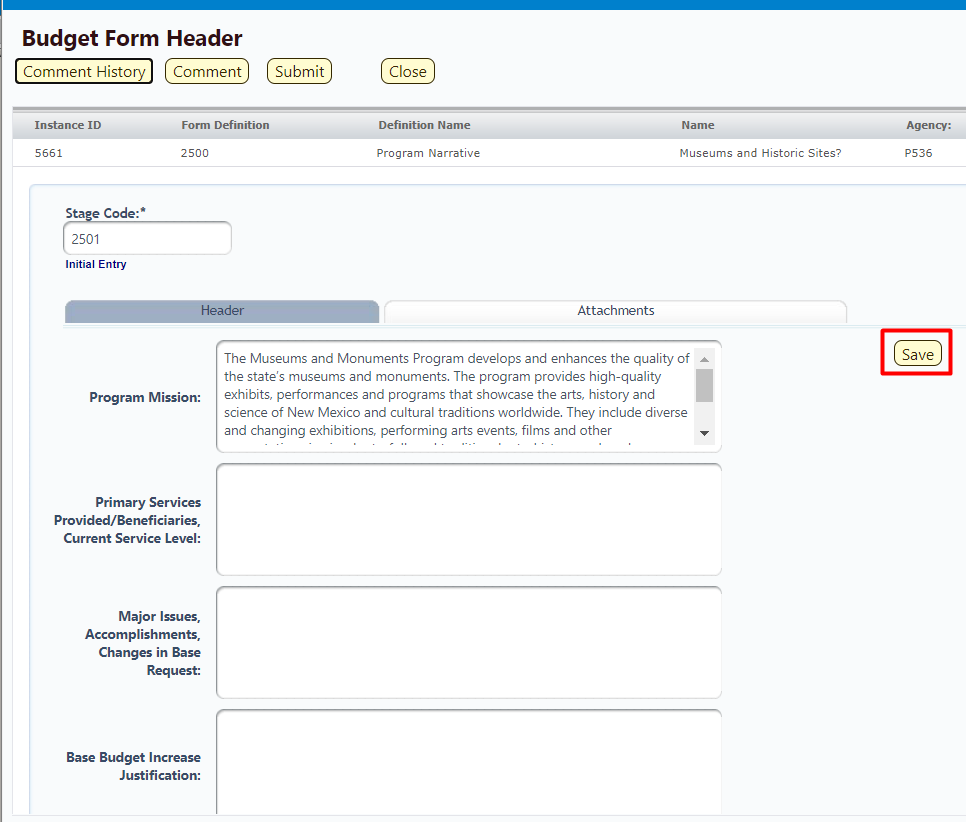 Budget Form Header
Comment History Comment Submit Close
Instance ID Form Definition Definition Name Name Agency:
5661 2500 Program Narrative Museums and Historic Sites? P536
Stage Code:*
2501
Initial Entry
Header Attachments
Save
Program Mission:
The Museums and Monuments Program develops and enhances the quality of
the state's museums and monuments. The program provides high-quality
exhibits, performances and programs that showcase the arts, history and
science of New Mexico and cultural traditions worldwide. They include diverse
and changing exhibitions, performing arts events, films and other
Primary Services
Provided/Beneficiaries,
Current Service Level:
Major Issues,
Accomplishments,
Changes in Base
Request:
Base Budget Increase
Justification: